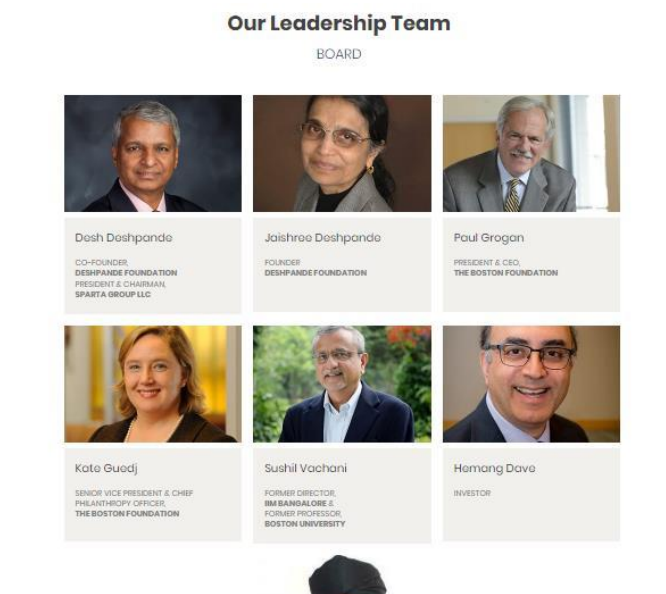 Our Leadership Team
BOARD
Desh Deshpande
CO-FOUNDER,
DESHPANDE FOUNDATION
PRESIDENT & CHAIRMAN,
SPARTA GROUP LLC
Jaishree Deshpande
FOUNDER
DESHPANDE FOUNDATION
Paul Grogan
PRESIDENT & CEO,
THE BOSTON FOUNDATION
Kate Guedj
SENIOR VICE PRESIDENT & CHIEF
PHILANTHROPY OFFICER,
THE BOSTON FOUNDATION
Sushil Vachani
FORMER DIRECTOR,
IIM BANGALORE &
FORMER PROFESSOR,
BOSTON UNIVERSITY
Hemang Dave
INVESTOR